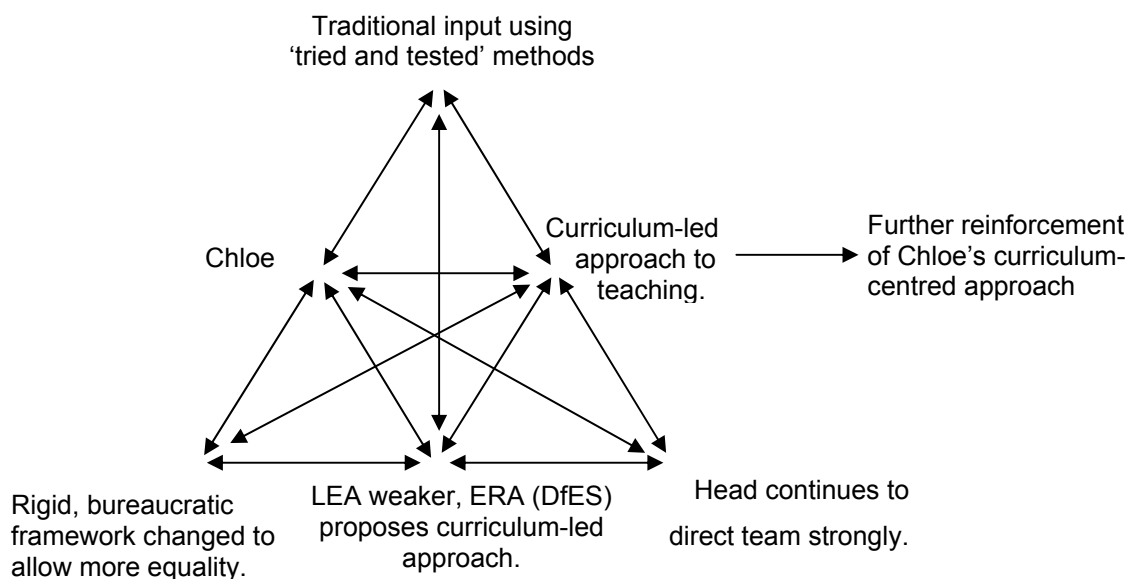 Traditional input using
‘tried and tested’ methods
Chloe
Curriculum-led
approach to
teaching.
Further reinforcement
of Chloe’s curriculum-
centred approach
Rigid, bureaucratic
framework changed to
allow more equality.
LEA weaker, ERA (DfES)
proposes curriculum-led
approach.
Head continues to
direct team strongly.